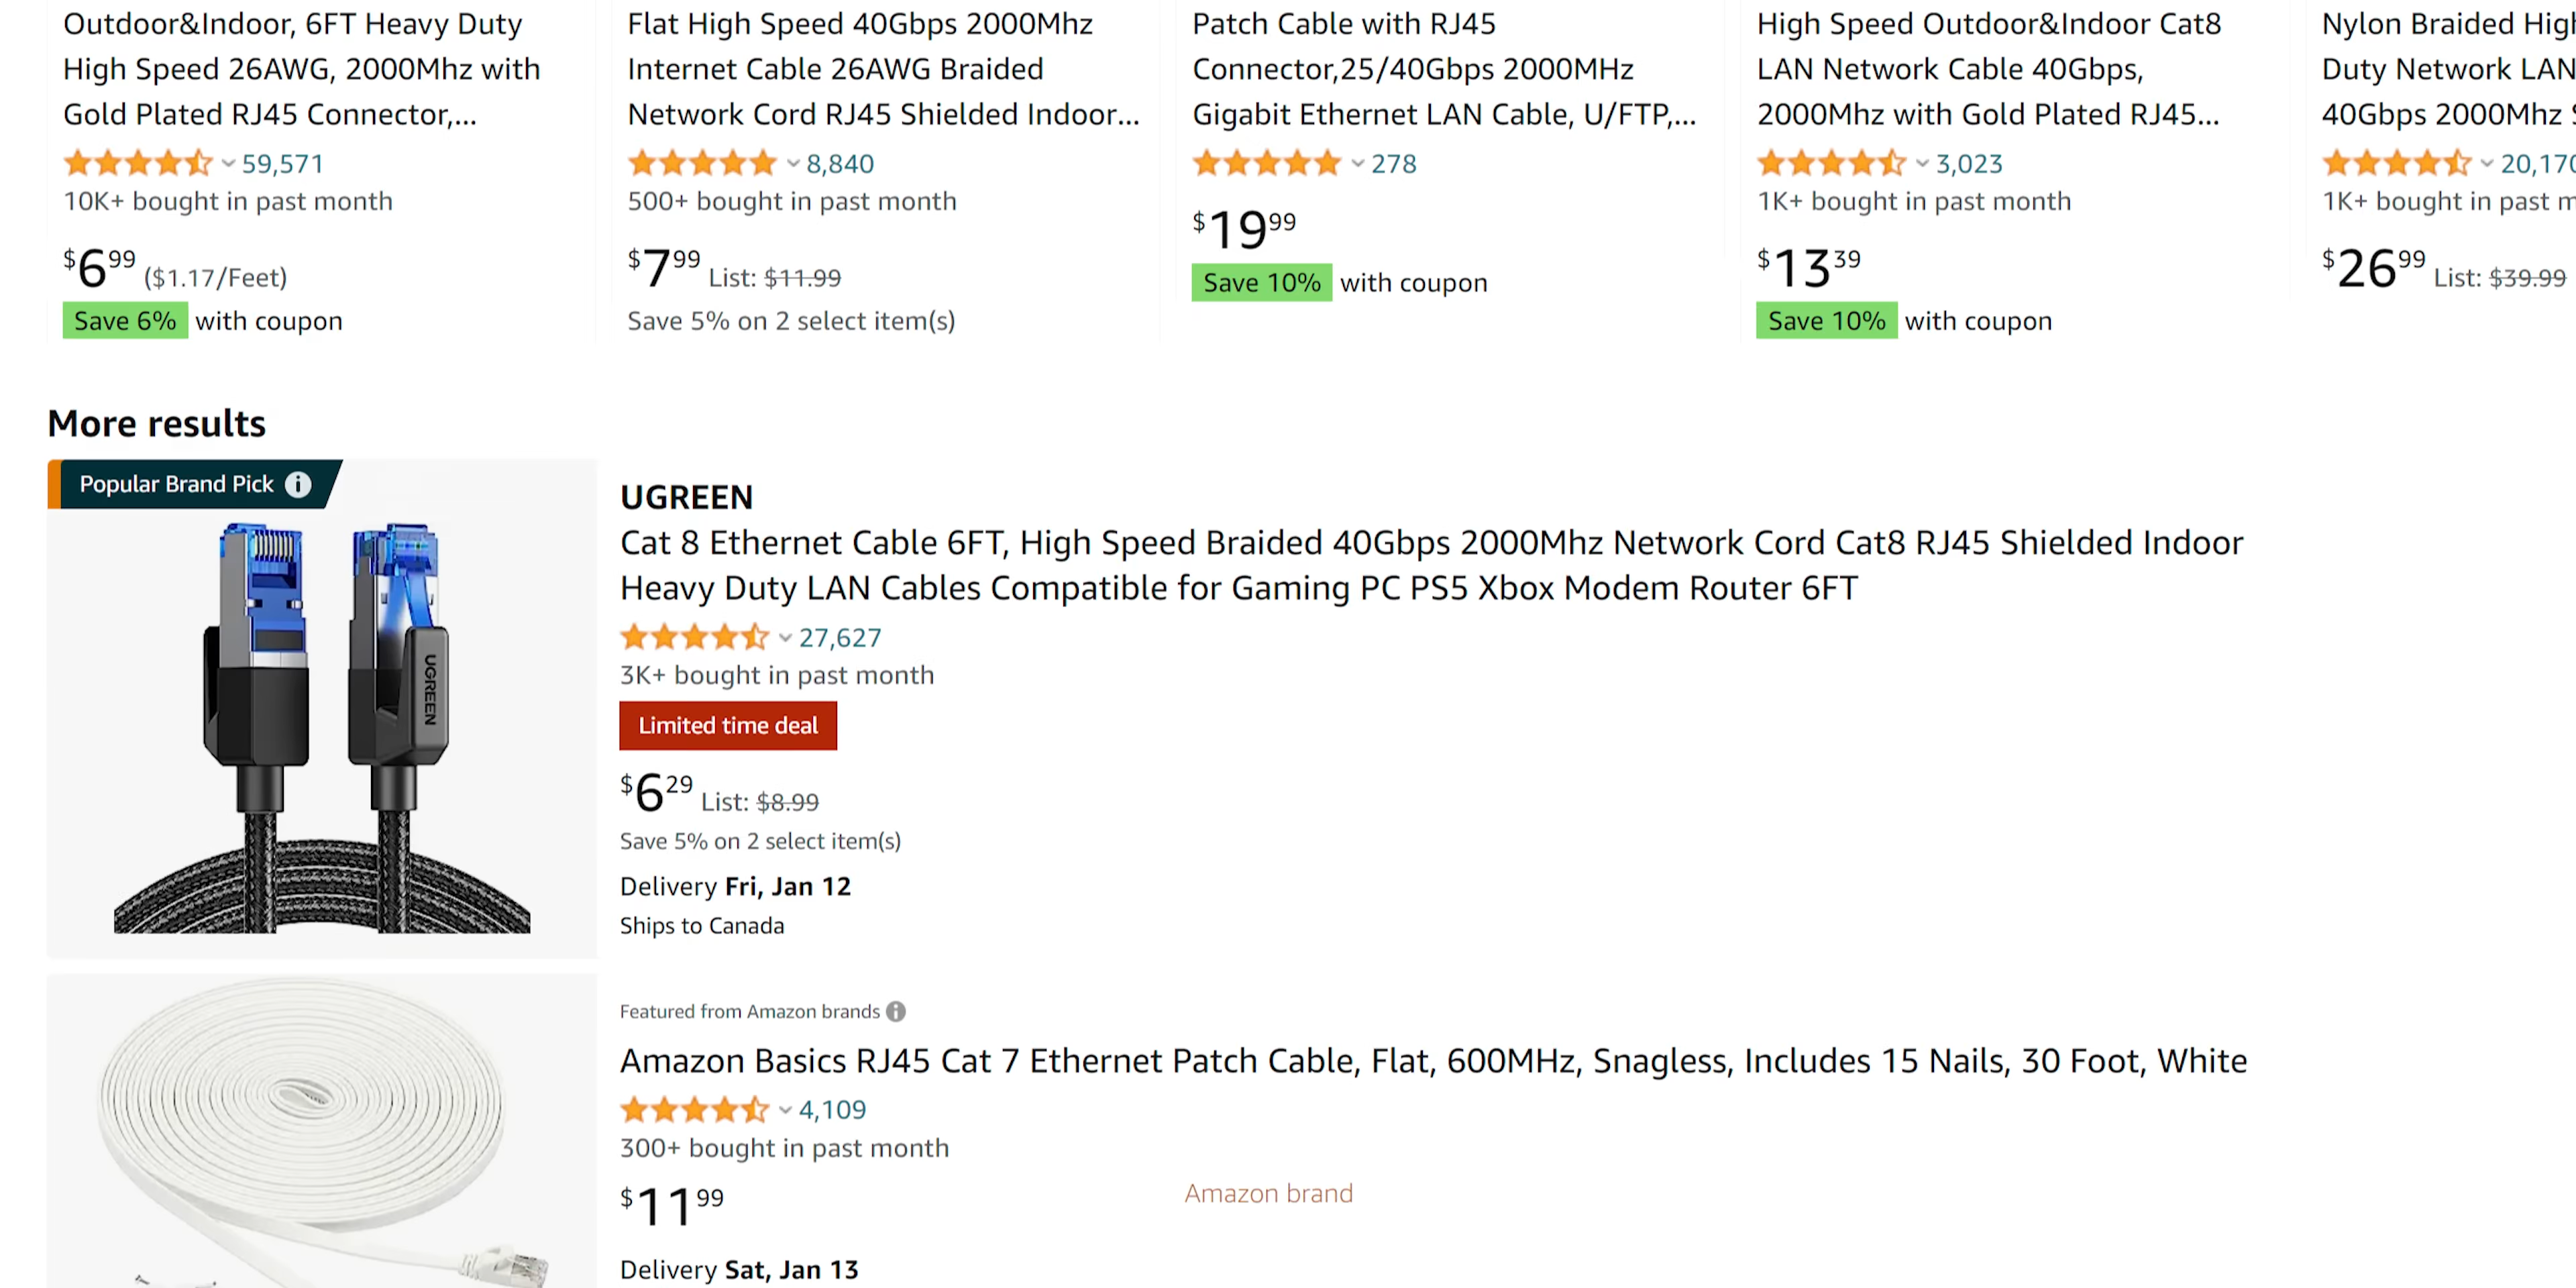 Outdoor&Indoor, 6FT Heavy Duty
High Speed 26AWG, 2000Mhz with
Gold Plated RJ45 Connector,...
59,571
10K+ bought in past month
$6.99 ($1.17/Feet)
Save 6% with coupon
Flat High Speed 40Gbps 2000Mhz
Internet Cable 26AWG Braided
Network Cord RJ45 Shielded Indoor...
8,840
500+ bought in past month
$7.99 List: $11.99
Save 5% on 2 select item(s)
Patch Cable with RJ45
Connector,25/40Gbps 2000MHz
Gigabit Ethernet LAN Cable, U/FTP,...
278
$19.99
Save 10% with coupon
High Speed Outdoor&Indoor Cat8
LAN Network Cable 40Gbps,
2000Mhz with Gold Plated RJ45...
3,023
1K+ bought in past month
$13.39
Save 10% with coupon
Nylon Braided
Duty Network LAN
40Gbps 2000Mhz
20,170
1K+ bought in past
$26.99 List: $39.99
More results
Popular Brand Pick
UGREEN
UGREEN
Cat 8 Ethernet Cable 6FT, High Speed Braided 40Gbps 2000Mhz Network Cord Cat8 RJ45 Shielded Indoor
Heavy Duty LAN Cables Compatible for Gaming PC PS5 Xbox Modem Router 6FT
27,627
3K+ bought in past month
Limited time deal
$6.29 List: $8.99
Save 5% on 2 select item(s)
Delivery Fri, Jan 12
Ships to Canada
Featured from Amazon brands
Amazon Basics RJ45 Cat 7 Ethernet Patch Cable, Flat, 600MHz, Snagless, Includes 15 Nails, 30 Foot, White
4,109
300+ bought in past month
$11.99
Amazon brand
Delivery Sat, Jan 13